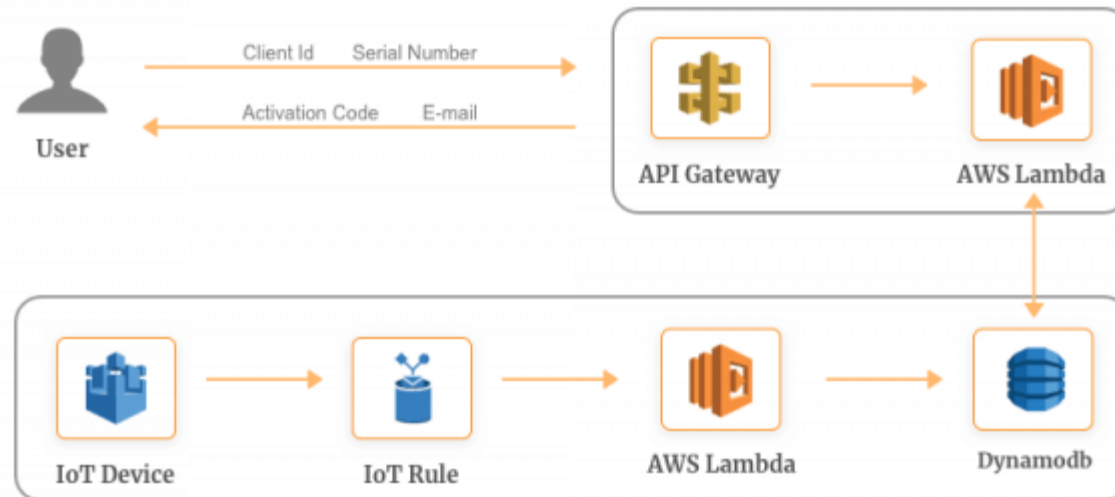 Client Id Serial Number
Activation Code E-mail
User
API Gateway
AWS Lambda
IoT Device
IoT Rule
AWS Lambda
Dynamodb